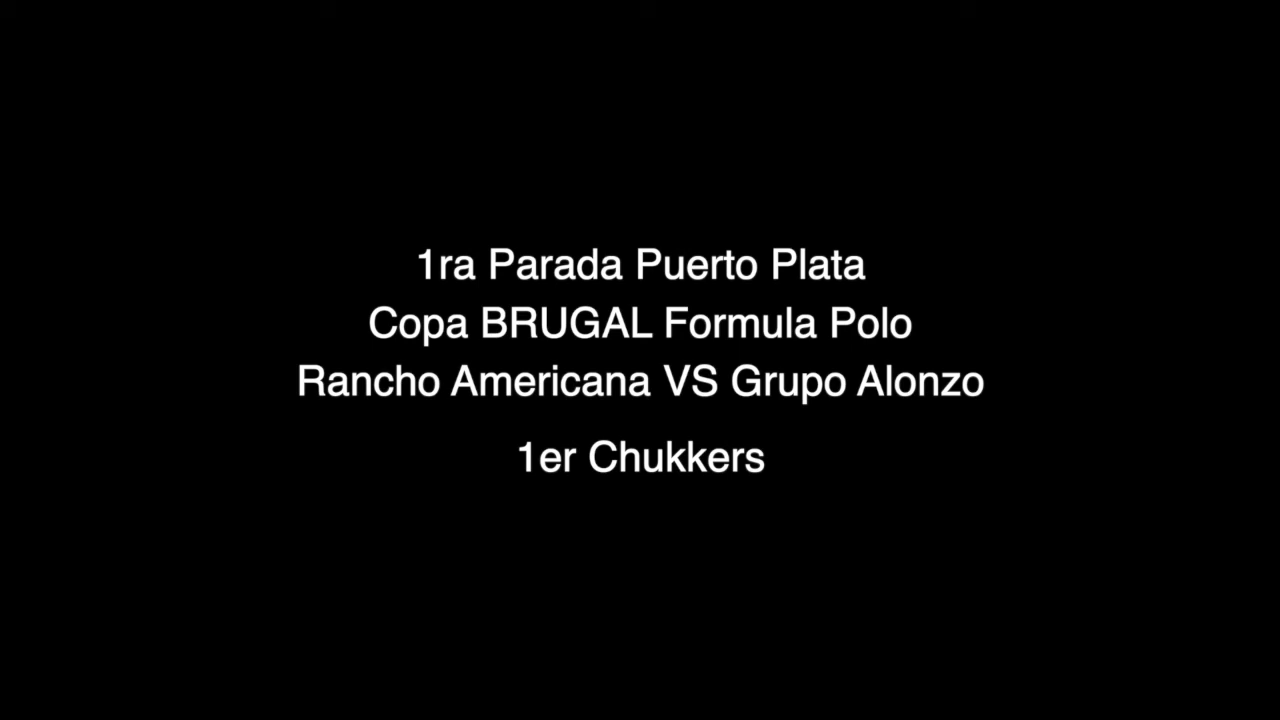 1ra Parada Puerto Plata
Copa BRUGAL Formula Polo
Rancho Americana VS Grupo Alonzo
1er Chukkers